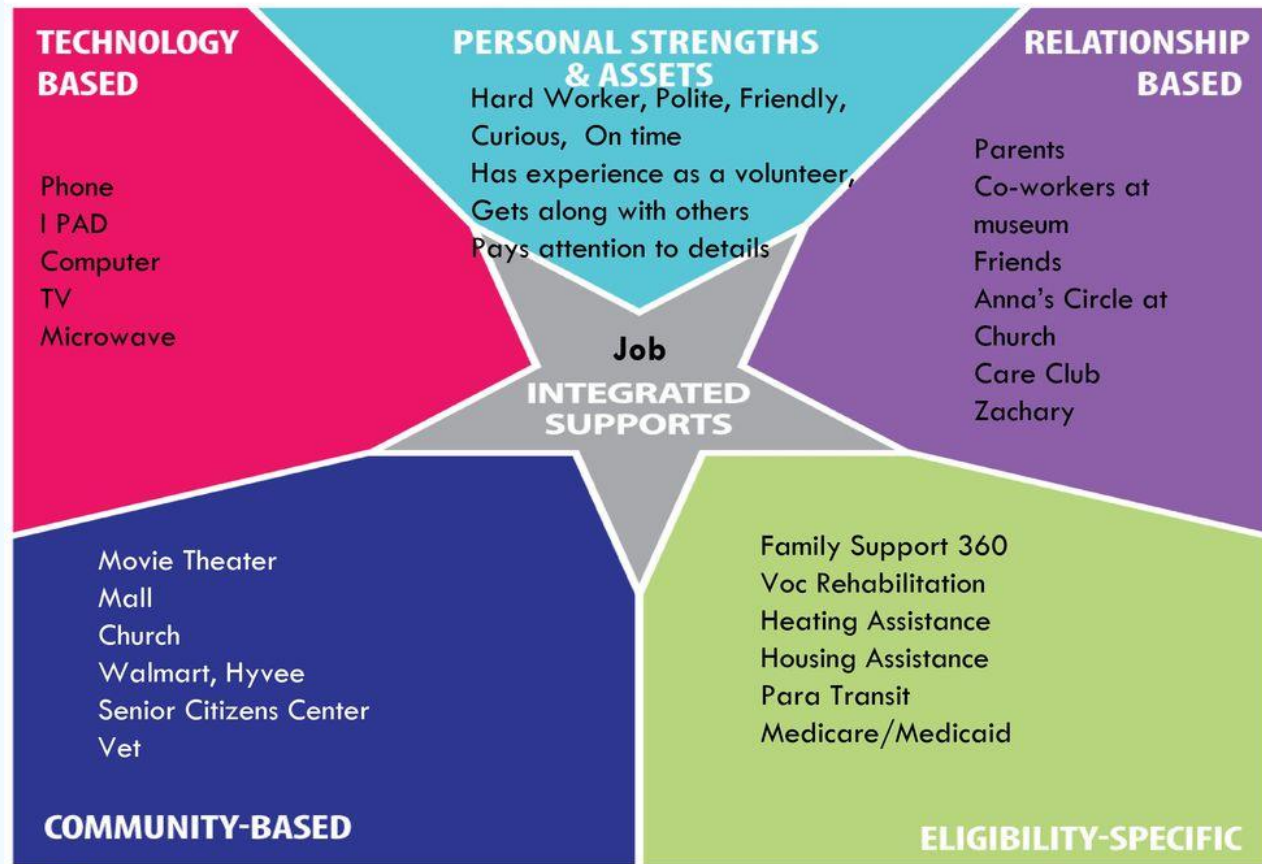 TECHNOLOGY
BASED
Phone
I PAD
Computer
TV
Microwave
PERSONAL STRENGTHS
& ASSETS
Hard Worker, Polite, Friendly,
Curious, On time
Has experience as a volunteer,
Gets along with others
Pays attention to details
RELATIONSHIP
BASED
Parents
Co-workers at
museum
Friends
Anna's Circle at
Church
Care Club
Zachary
Job
INTEGRATED
SUPPORTS
Movie Theater
Mall
Church
Walmart, Hyvee
Senior Citizens Center
Vet
COMMUNITY-BASED
Family Support 360
Voc Rehabilitation
Heating Assistance
Housing Assistance
Para Transit
Medicare/Medicaid
ELIGIBILITY-SPECIFIC